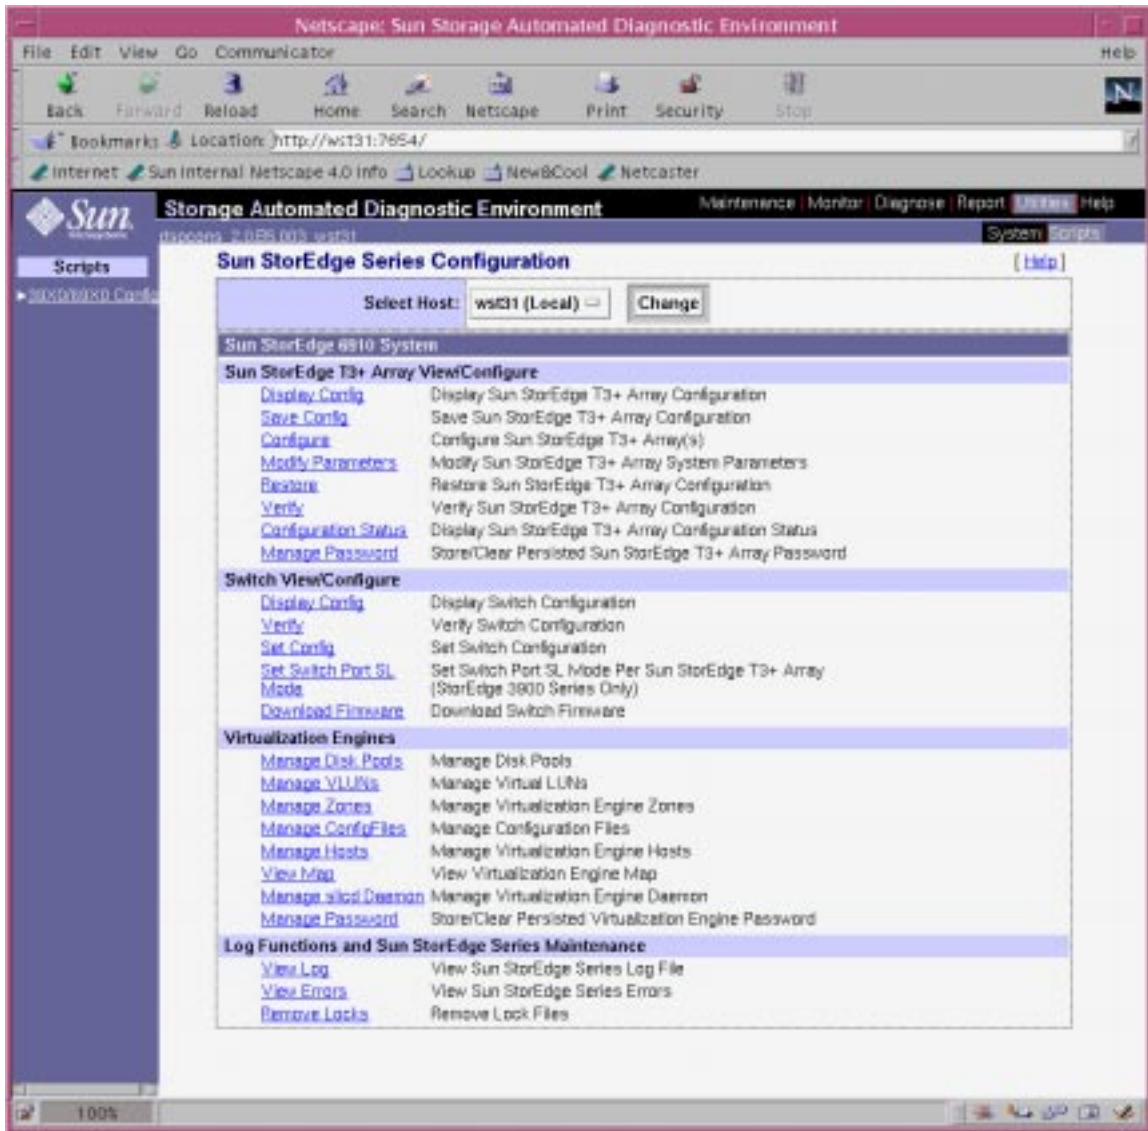 Netscape: Sun Storage Automated Diagnostic Environment
File Edit View Go Communicator Help
Back Forward Reload Home Search Netscape Print Security Stop
Bookmarks Location: http://wst31:7654/
Internet Sun Internal Netscape 4.0 Info Lookup New&Cool Netcaster
Sun Storage Automated Diagnostic Environment Maintenance Monitor Diagnose Report Utilities Help
wst31 System Scripts
Scripts
Sun StorEdge Series Configuration [ Help ]
Select Host: wst31 (Local) Change
Sun StorEdge 6910 System
Sun StorEdge T3+ Array View/Configure
Display Config Display Sun StorEdge T3+ Array Configuration
Save Config Save Sun StorEdge T3+ Array Configuration
Configure Configure Sun StorEdge T3+ Array(s)
Modify Parameters Modify Sun StorEdge T3+ Array System Parameters
Restore Restore Sun StorEdge T3+ Array Configuration
Verify Verify Sun StorEdge T3+ Array Configuration
Configuration Status Display Sun StorEdge T3+ Array Configuration Status
Manage Password Store/Clear Persisted Sun StorEdge T3+ Array Password
Switch View/Configure
Display Config Display Switch Configuration
Verify Verify Switch Configuration
Set Config Set Switch Configuration
Set Switch Port SL Set Switch Port SL Mode Per Sun StorEdge T3+ Array
Mode (StorEdge 3900 Series Only)
Download Firmware Download Switch Firmware
Virtualization Engines
Manage Disk Pools Manage Disk Pools
Manage VLUNs Manage Virtual LUNs
Manage Zones Manage Virtualization Engine Zones
Manage ConfigFiles Manage Configuration Files
Manage Hosts Manage Virtualization Engine Hosts
View Map View Virtualization Engine Map
Manage slicd Daemon Manage Virtualization Engine Daemon
Manage Password Store/Clear Persisted Virtualization Engine Password
Log Functions and Sun StorEdge Series Maintenance
View Log View Sun StorEdge Series Log File
View Errors View Sun StorEdge Series Errors
Remove Locks Remove Lock Files
100%